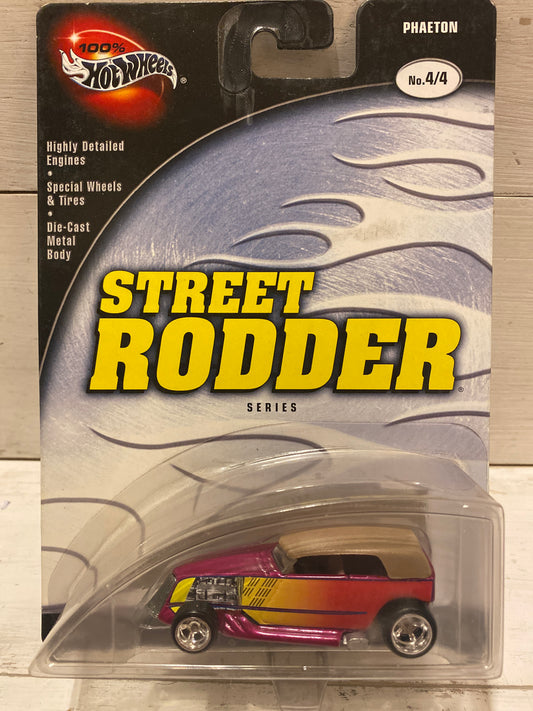 100%
Hot Wheels®
PHAETON
No.4/4
Highly Detailed
Engines
•
Special Wheels
& Tires
•
Die-Cast
Metal
Body
STREET
RODDER®
SERIES